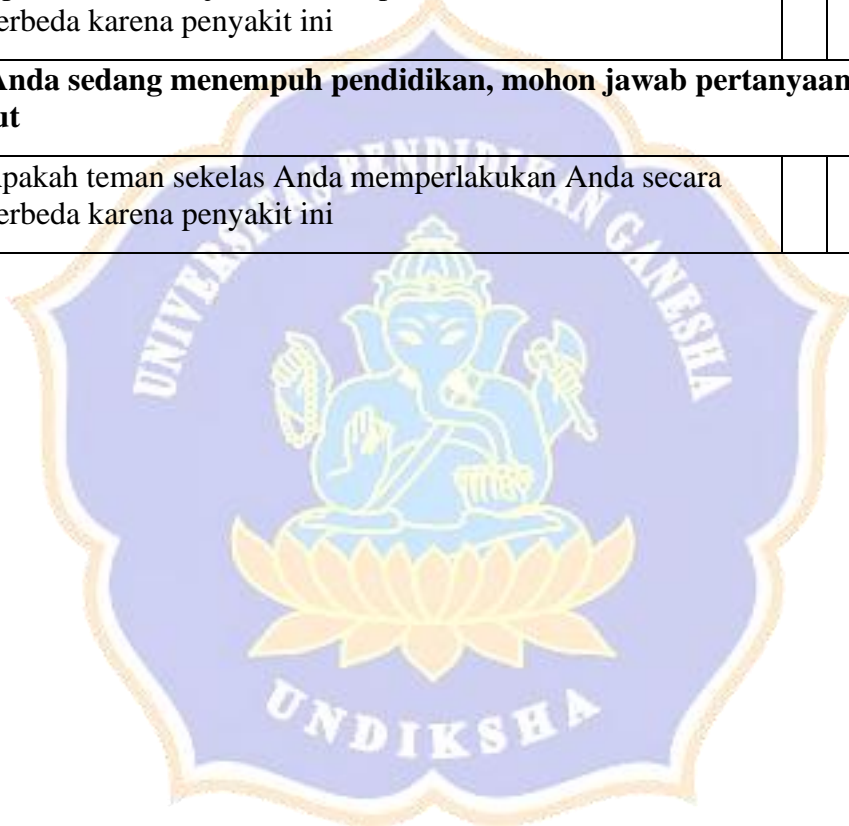 erbeda karena penyakit ini
Anda sedang menempuh pendidikan, mohon jawab pertanyaan
ut
pakah teman sekelas Anda memperlakukan Anda secara
erbeda karena penyakit ini
UNIVERSITAS PENDIDIKAN GANESHA
UNDIKSHA